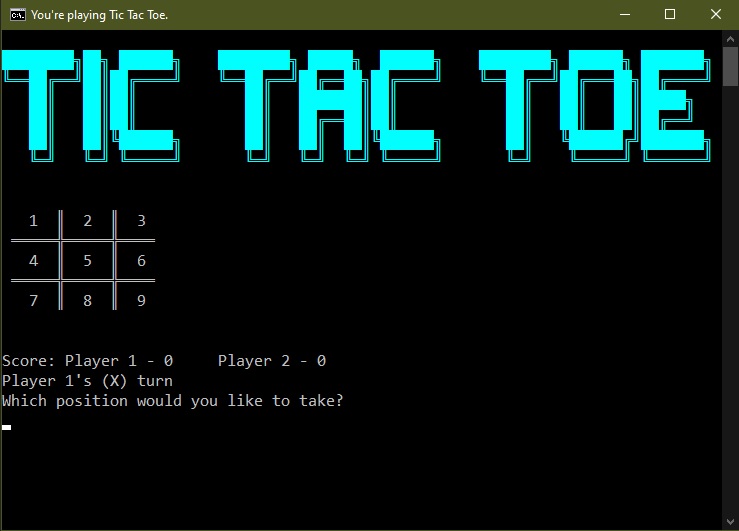 You're playing Tic Tac Toe.
TIC TAC TOE
1 2 3
4 5 6
7 8 9
Score: Player 1 - 0     Player 2 - 0
Player 1's (X) turn
Which position would you like to take?